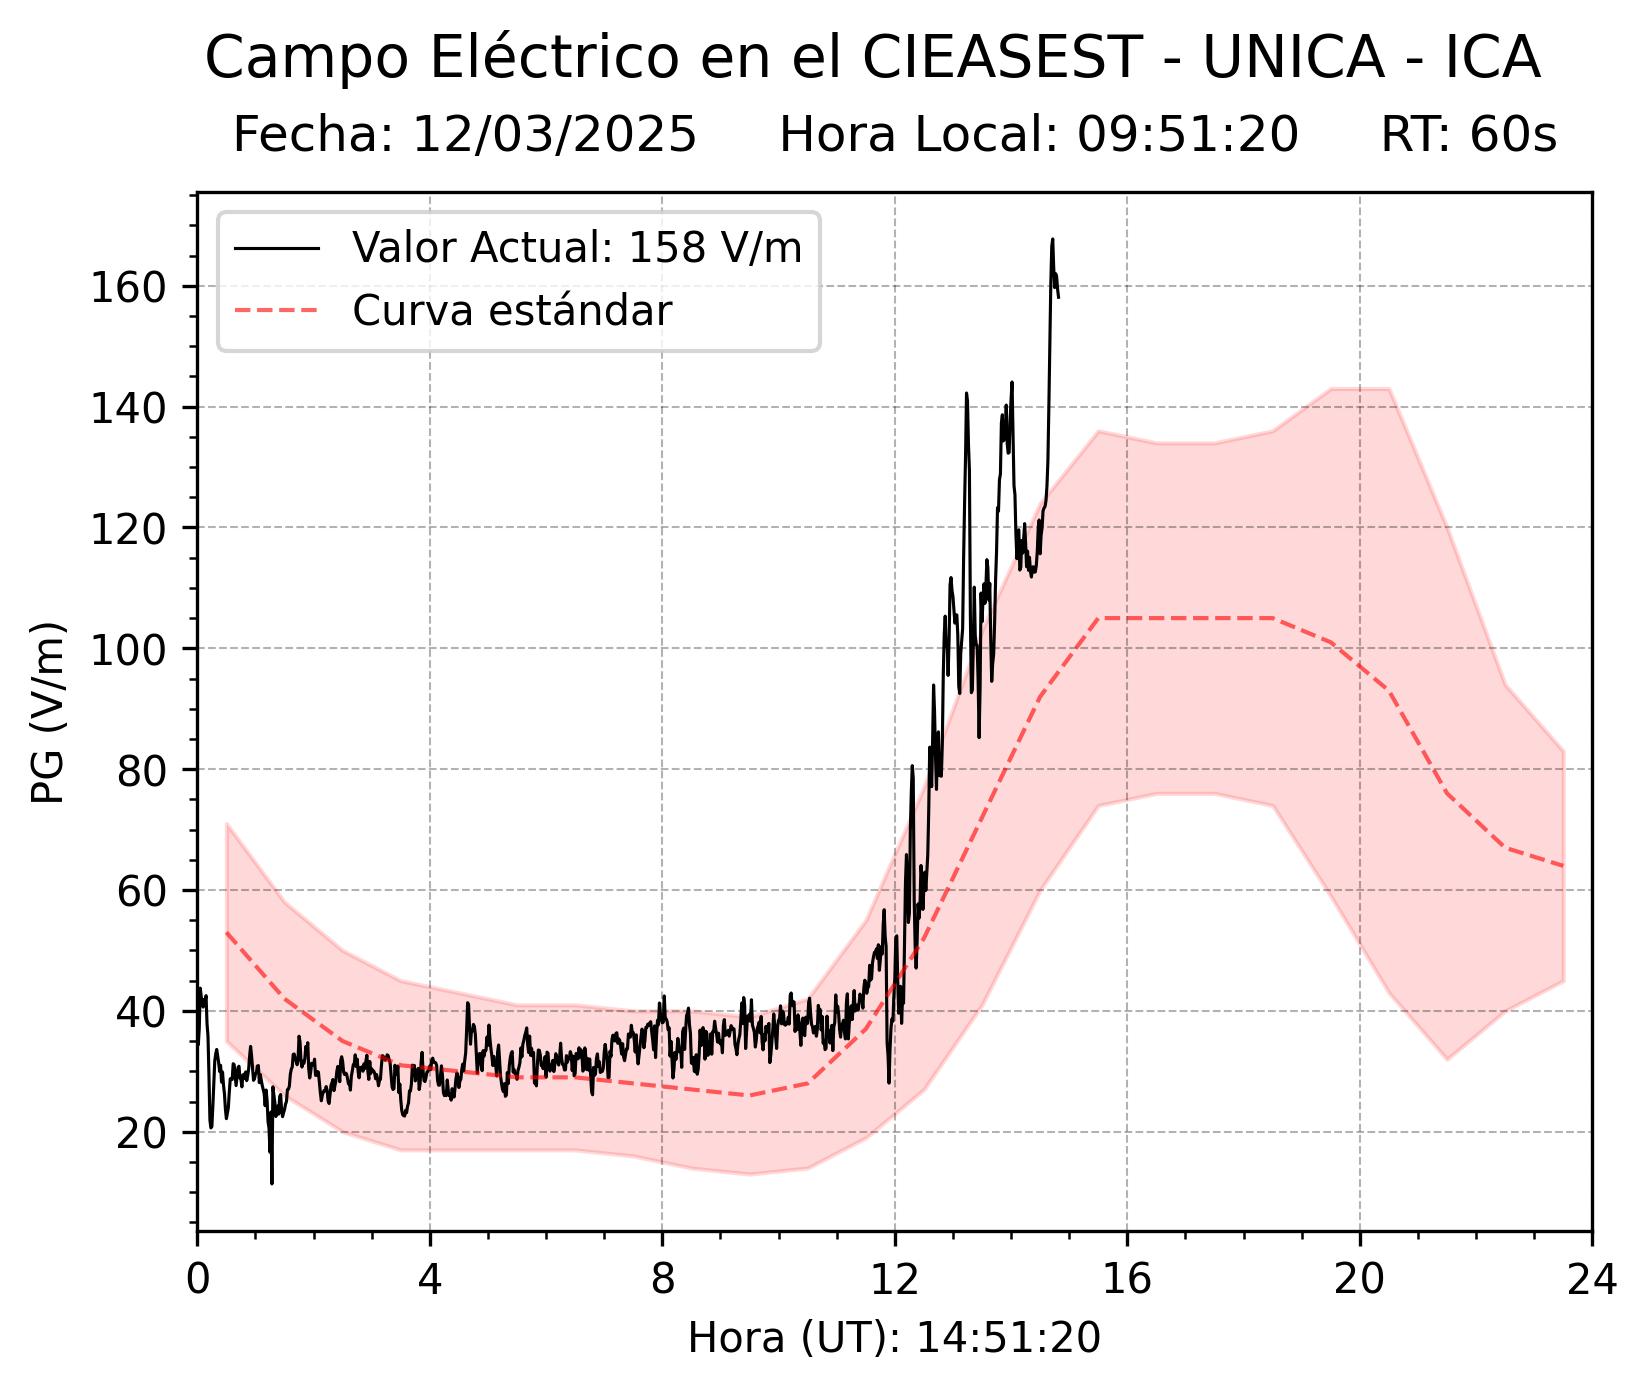 Campo Eléctrico en el CIEASEST - UNICA - ICA
Fecha: 12/03/2025 Hora Local: 09:51:20 RT: 60s
Valor Actual: 158 V/m
Curva estándar
PG (V/m)
160
140
120
100
80
60
40
20
0 4 8 12 16 20 24
Hora (UT): 14:51:20